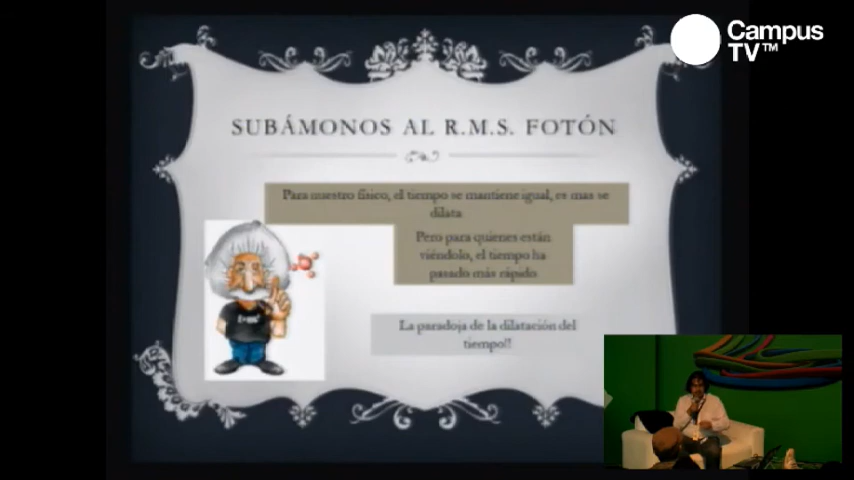 Campus
TV™
SUBÁMONOS AL R.M.S. FOTÓN
Para nuestro físico, el tiempo se mantiene igual, es mas se
dilata
Pero para quienes están
viéndolo, el tiempo ha
pasado más rápido
La paradoja de la dilatación del
tiempo!!